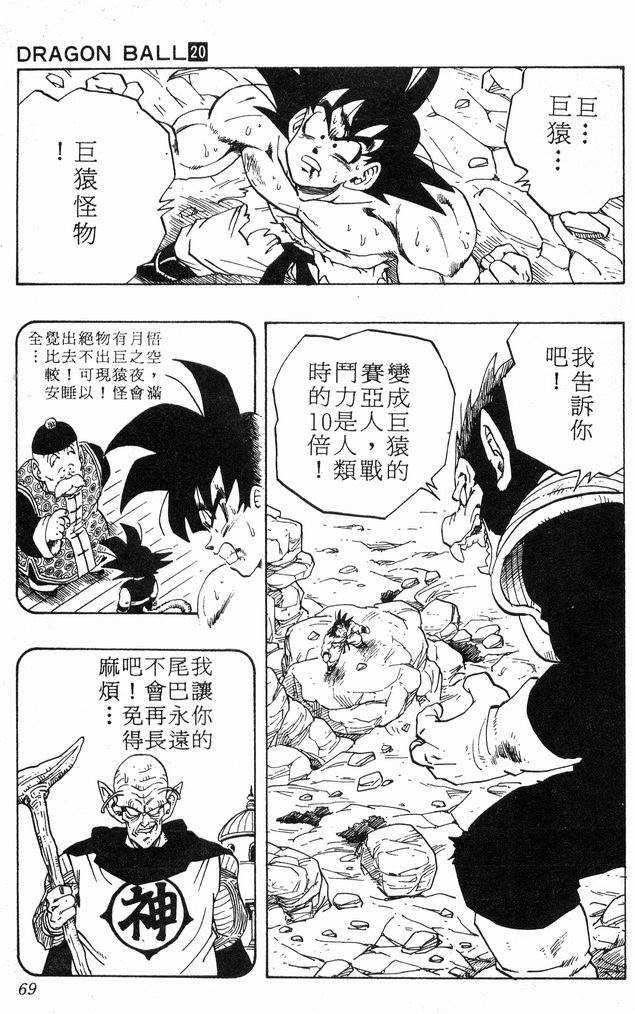 DRAGON BALL 20
巨…
巨猿…
巨猿怪物
！
我告訴你
吧！
變成巨猿的
賽亞人，戰
鬥力是人類
時的10倍！
悟空，滿
月之夜會
有巨猿怪
物出現！
絕不可以
出去！睡
覺比較安
全…
我讓你的
尾巴永遠
不會再長
吧！免得
麻煩…
神
69